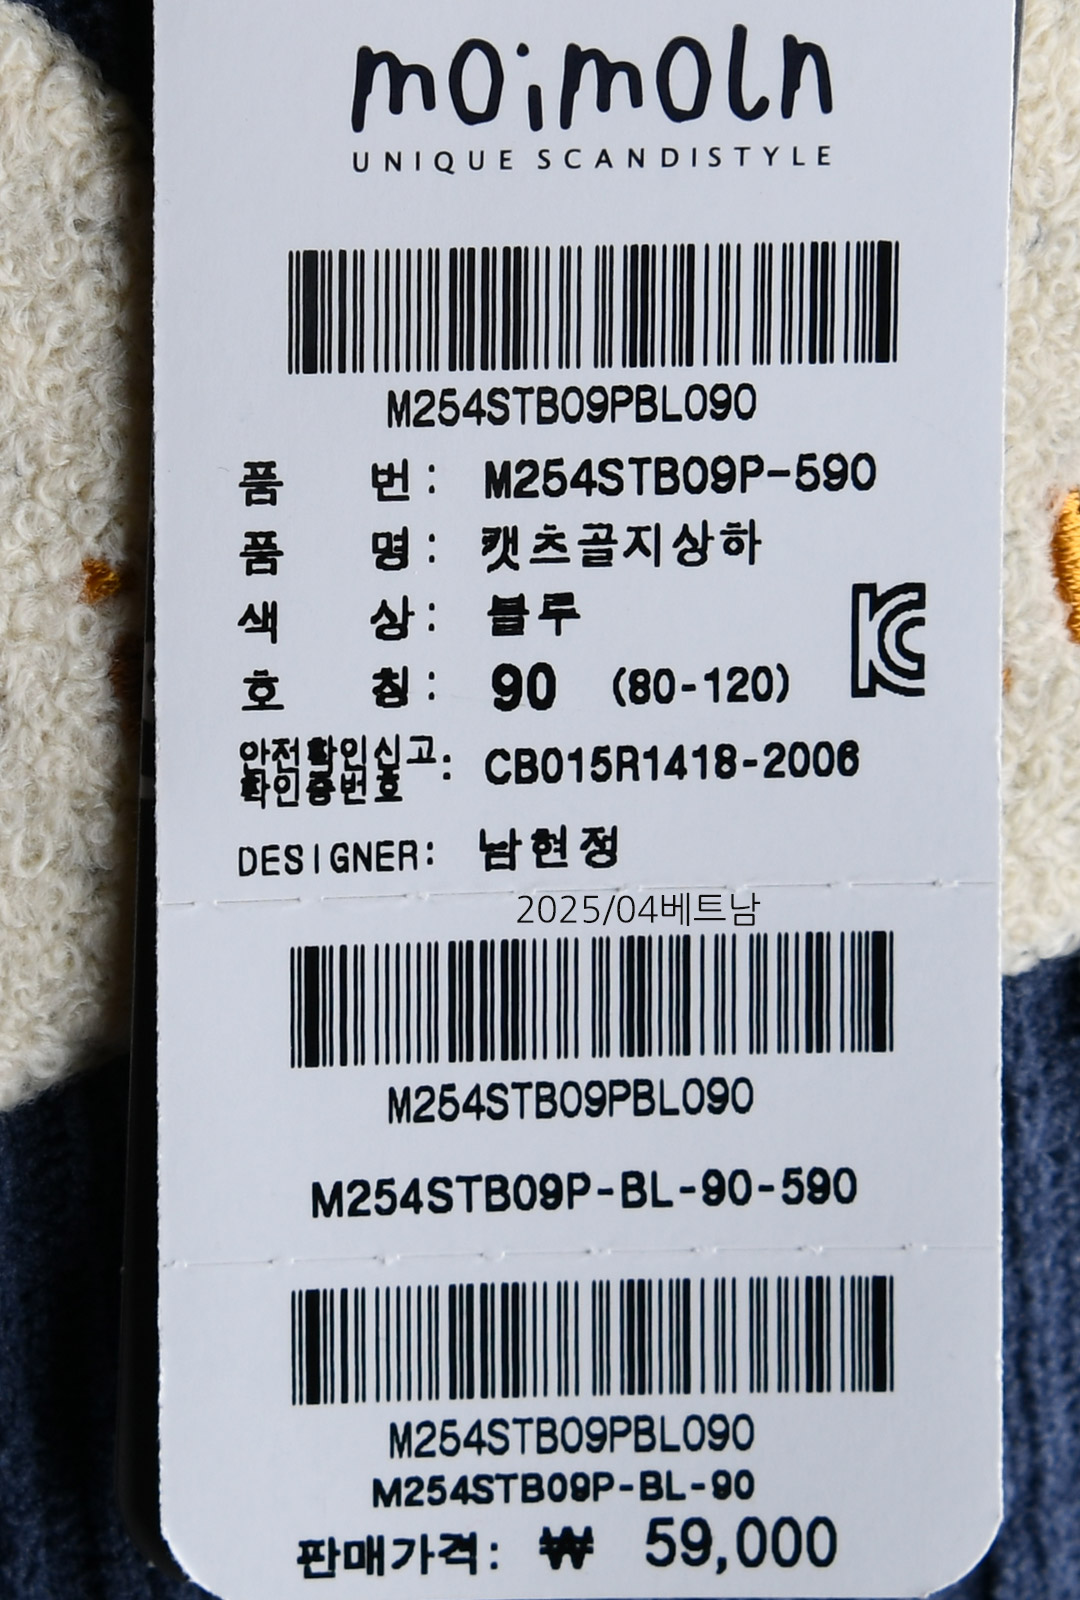 moimoln
UNIQUE SCANDISTYLE
M254STB09PBL090
품 번 : M254STB09P-590
품 명 : 캣츠골지상하
색 상 : 블루
호 칭 : 90 (80-120)
안전확인신고
확인증번호 : CB015R1418-2006
DESIGNER: 남현정
2025/04베트남
M254STB09PBL090
M254STB09P-BL-90-590
M254STB09PBL090
M254STB09P-BL-90
판매가격: ₩ 59,000